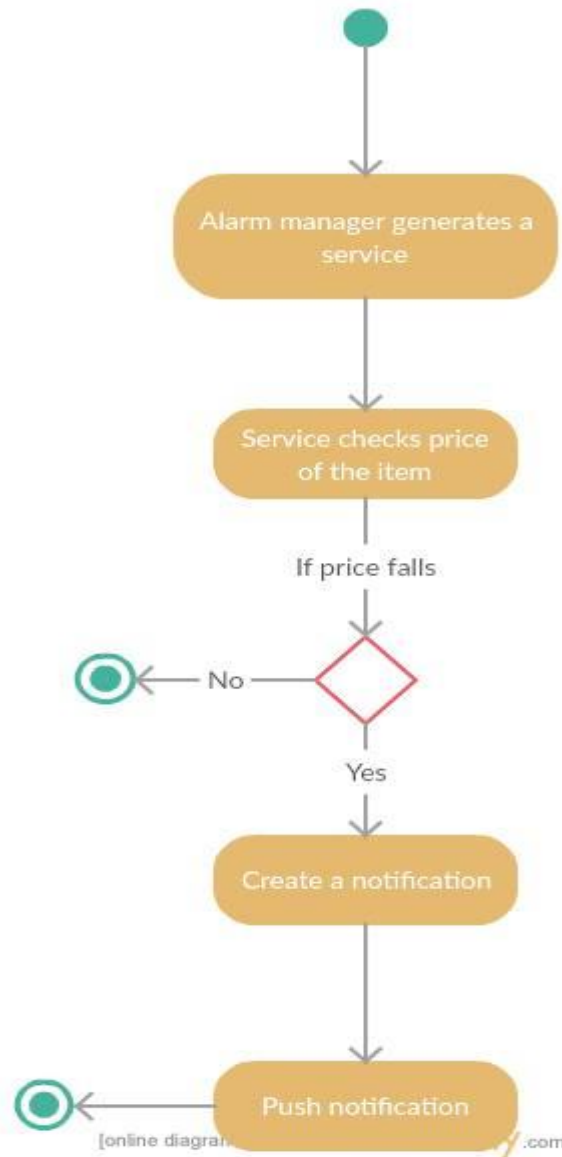 Alarm manager generates a
service
Service checks price
of the item
If price falls
No
Yes
Create a notification
Push notification
[online diagram
.com